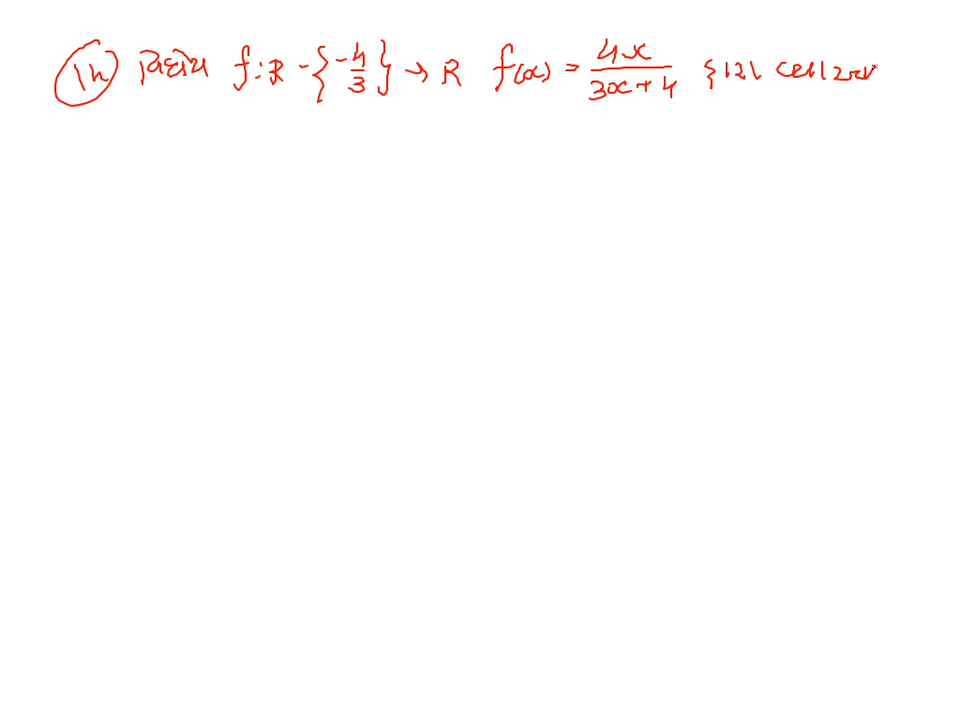 14 વિધેય f : R - {-4/3} → R f(x) = 4x/(3x+4) દ્વારા વ્યાખ્યા